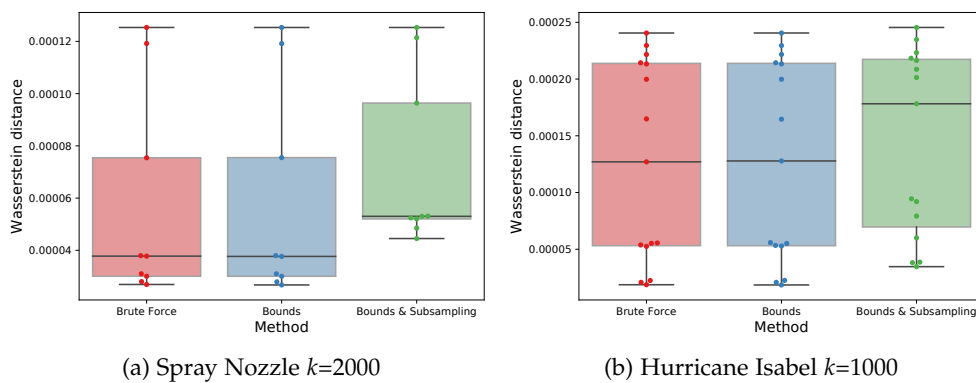 Wasserstein distance
0.00012
0.00010
0.00008
0.00006
0.00004
Brute Force
Bounds
Bounds & Subsampling
Method
(a) Spray Nozzle k=2000
Wasserstein distance
0.00025
0.00020
0.00015
0.00010
0.00005
0.00000
Brute Force
Bounds
Bounds & Subsampling
Method
(b) Hurricane Isabel k=1000